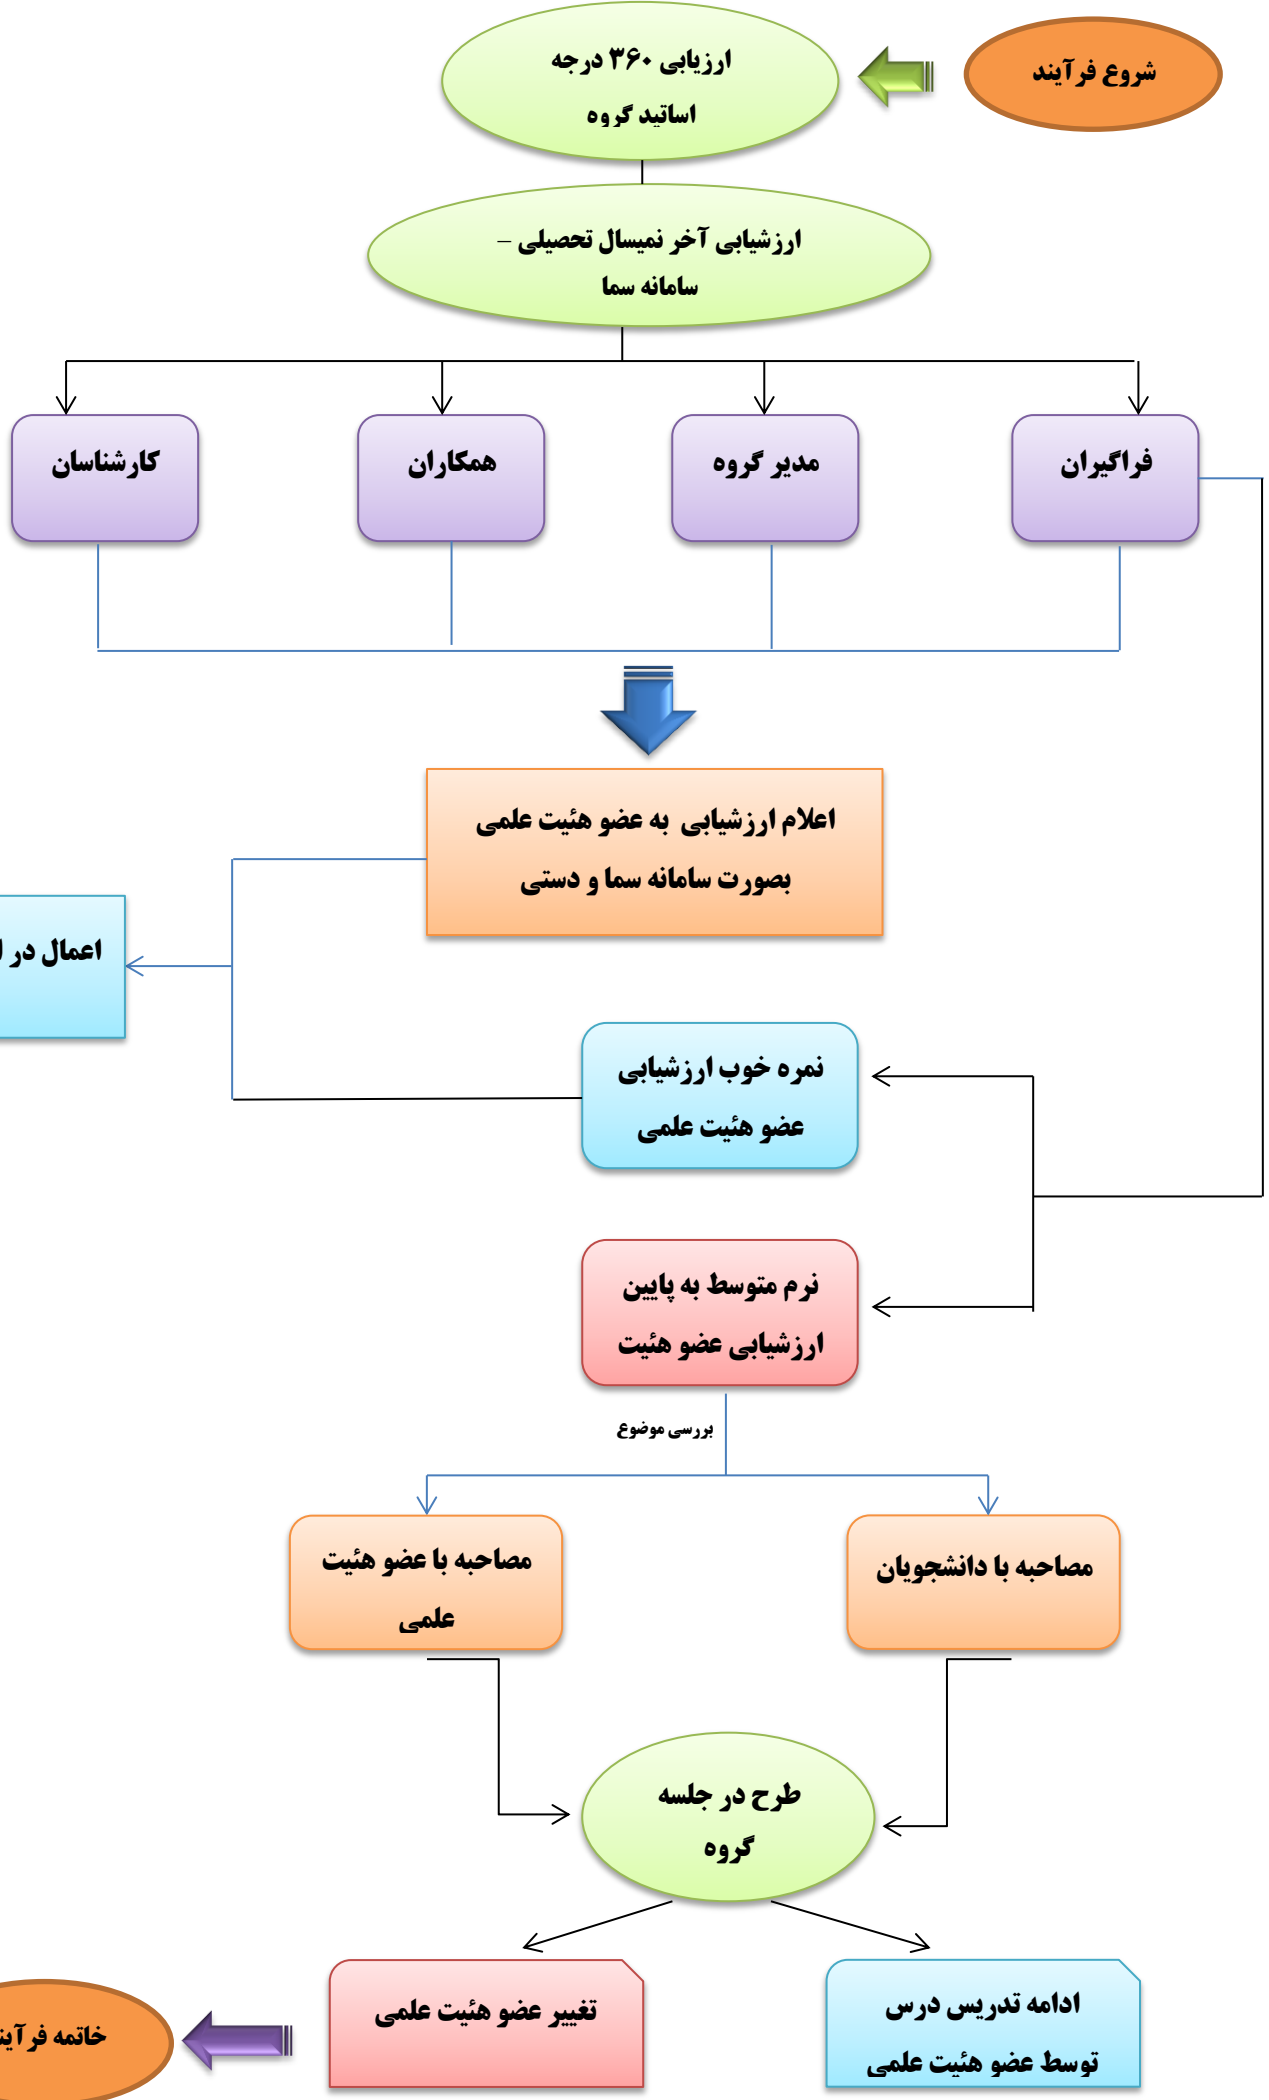 شروع فرآیند
ارزیابی ۳۶۰ درجه
اساتید گروه
ارزشیابی آخر نمیسال تحصیلی –
سامانه سما
فراگیران
مدیر گروه
همکاران
کارشناسان
اعلام ارزشیابی به عضو هئیت علمی
بصورت سامانه سما و دستی
اعمال در
نمره خوب ارزشیابی
عضو هئیت علمی
نرم متوسط به پایین
ارزشیابی عضو هئیت
بررسی موضوع
مصاحبه با دانشجویان
مصاحبه با عضو هئیت
علمی
طرح در جلسه
گروه
ادامه تدریس درس
توسط عضو هئیت علمی
تغییر عضو هئیت علمی
خاتمه فرآیند